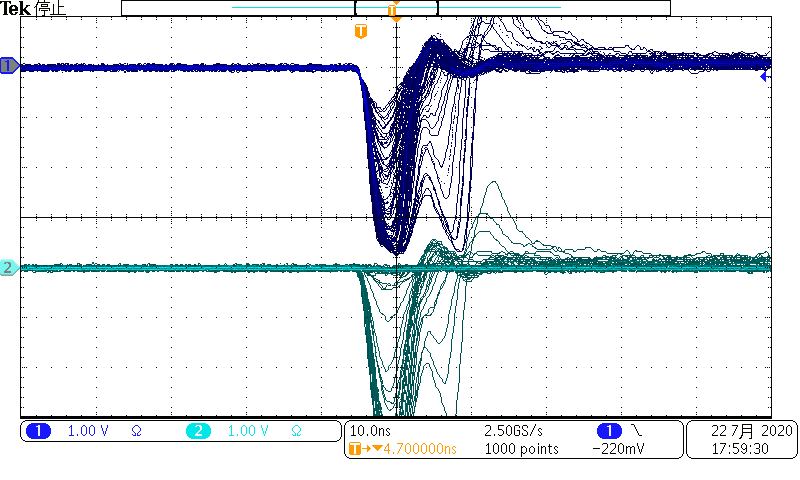 Tek 停止
T
T
1
2
1 1.00 V Ω 2 1.00 V Ω
10.0ns 2.50GS/s 1 \
T→▼4.700000ns 1000 points −220mV
22 7月 2020
17:59:30